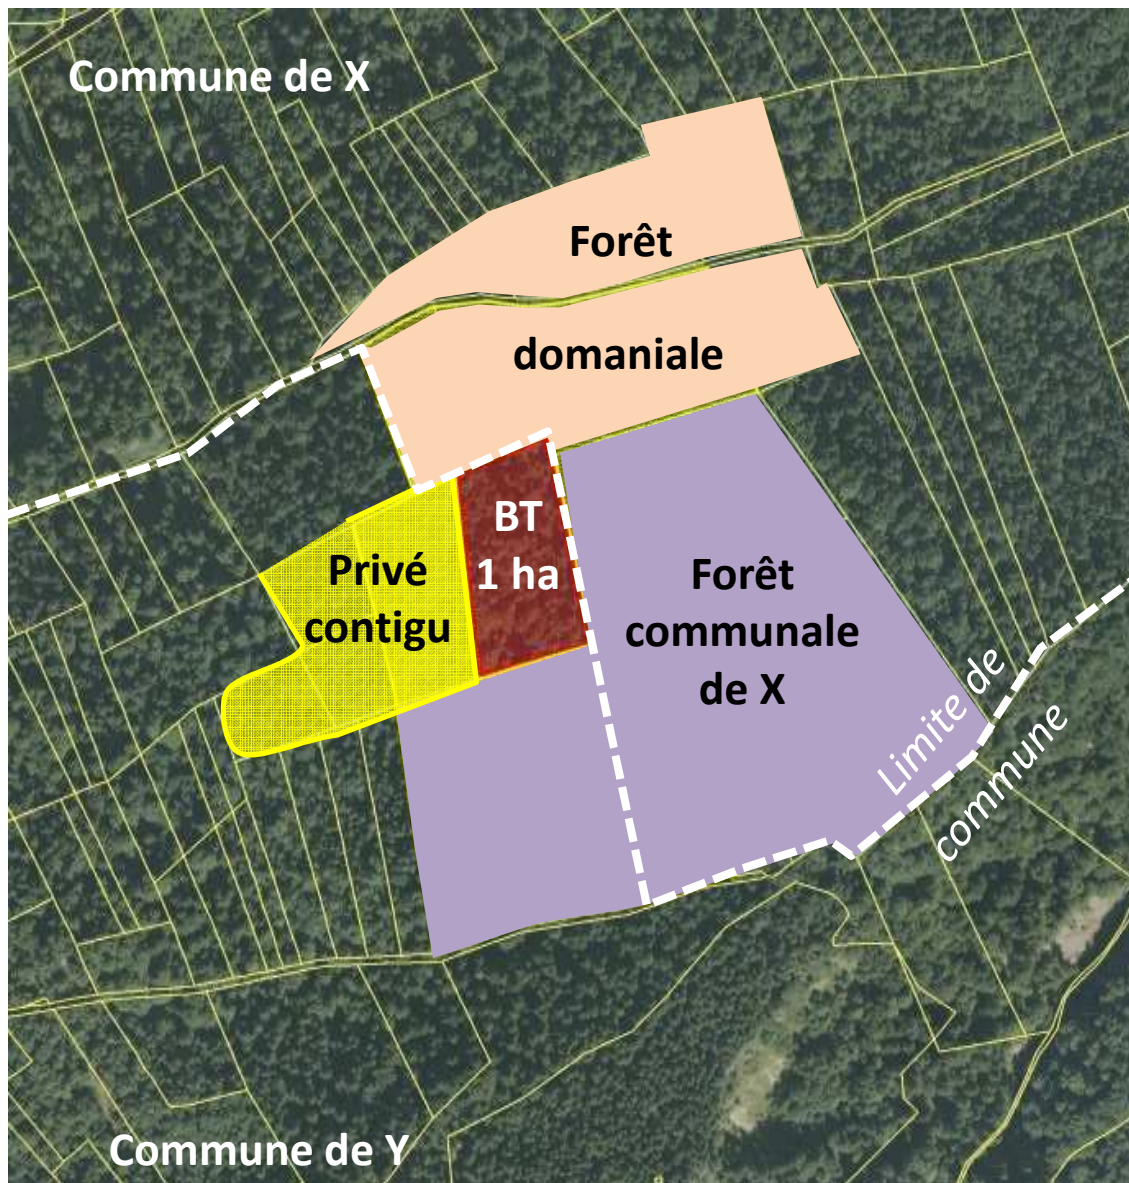 Commune de X
Forêt
domaniale
BT
1 ha
Privé
contigu
Forêt
communale
de X
Limite de
commune
Commune de Y